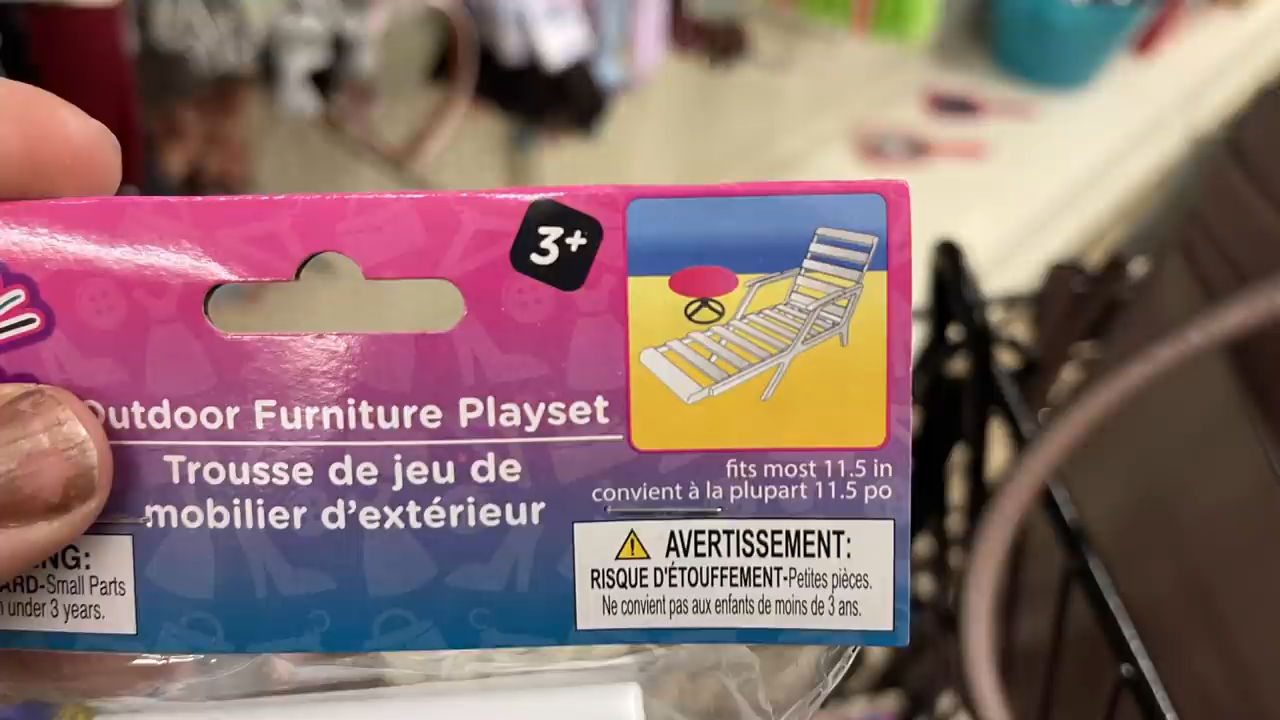 3+
Outdoor Furniture Playset
Trousse de jeu de
mobilier d'extérieur
fits most 11.5 in
convient à la plupart 11.5 po
AVERTISSEMENT:
RISQUE D'ÉTOUFFEMENT-Petites pièces.
Ne convient pas aux enfants de moins de 3 ans.
NG:
ARD-Small Parts
under 3 years.